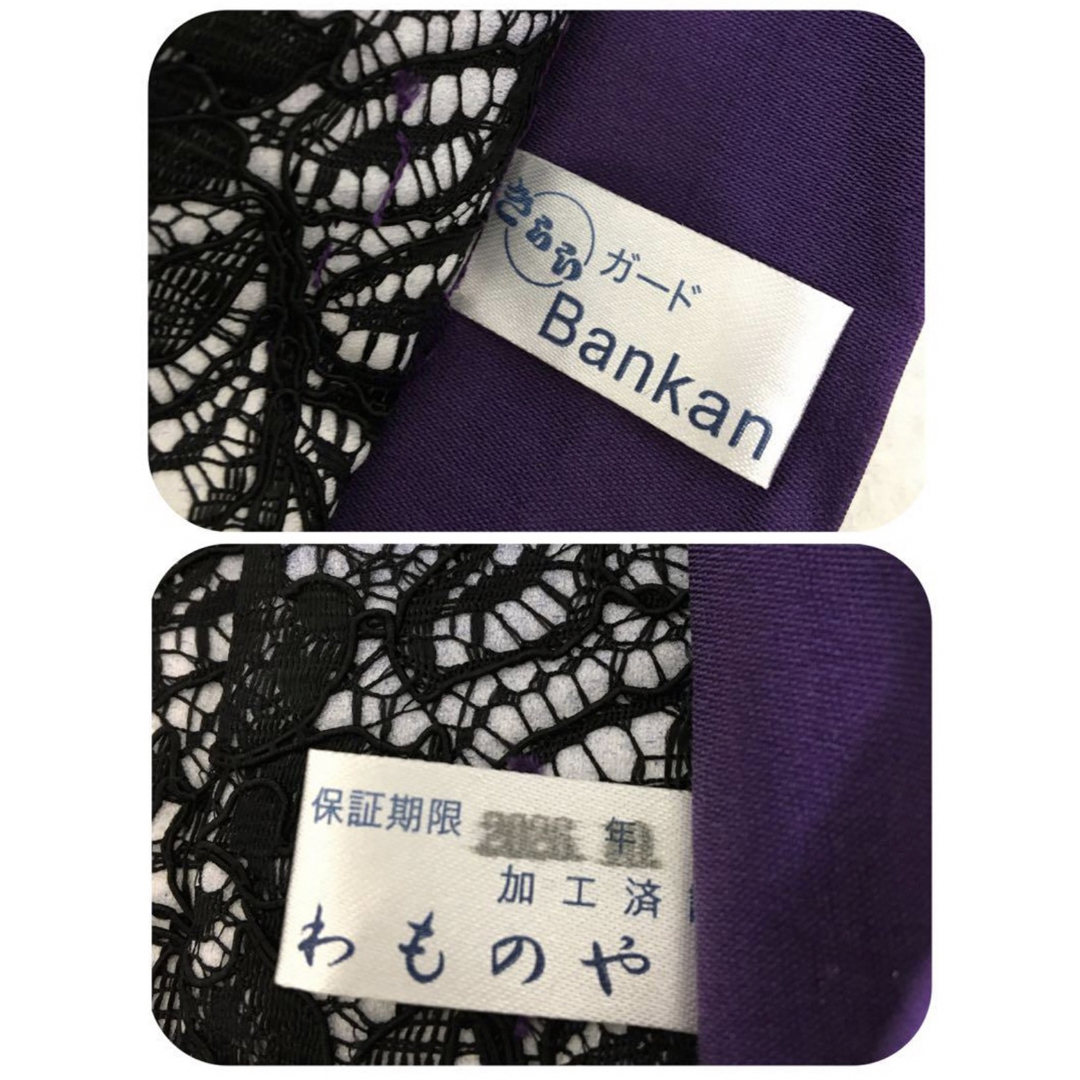 きらら ガード
Bankan
保証期限 年
加工済
わものや